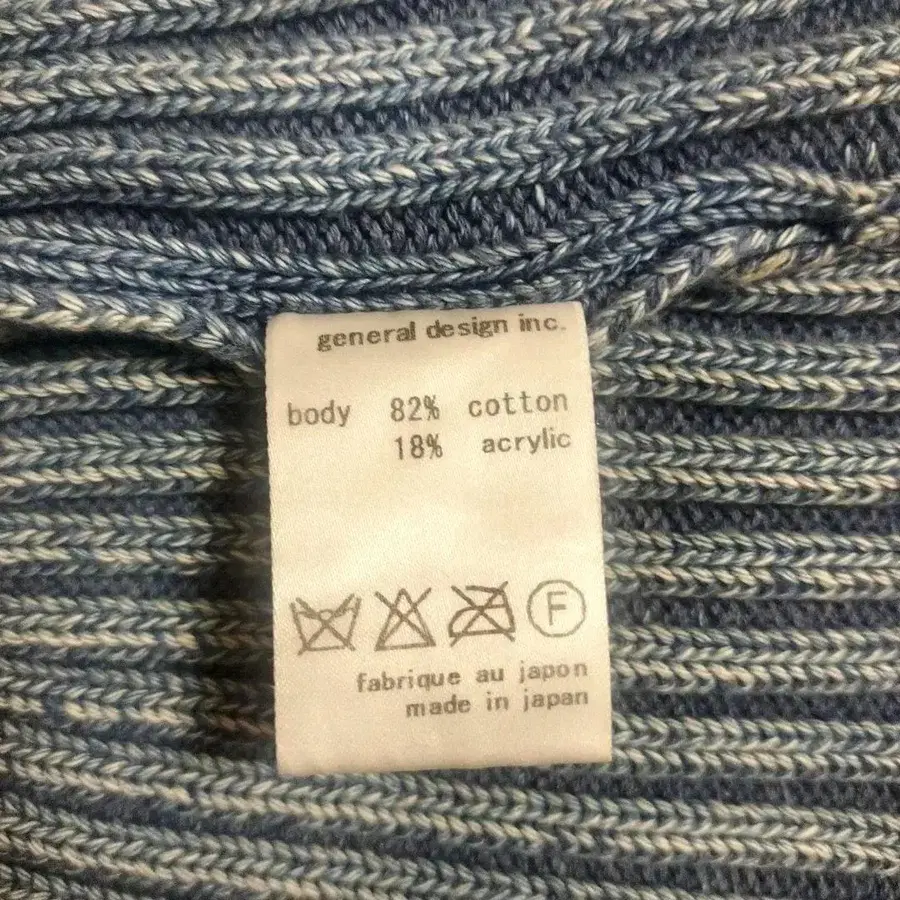 general design inc.
body 82% cotton
18% acrylic
F
fabrique au japon
made in japan